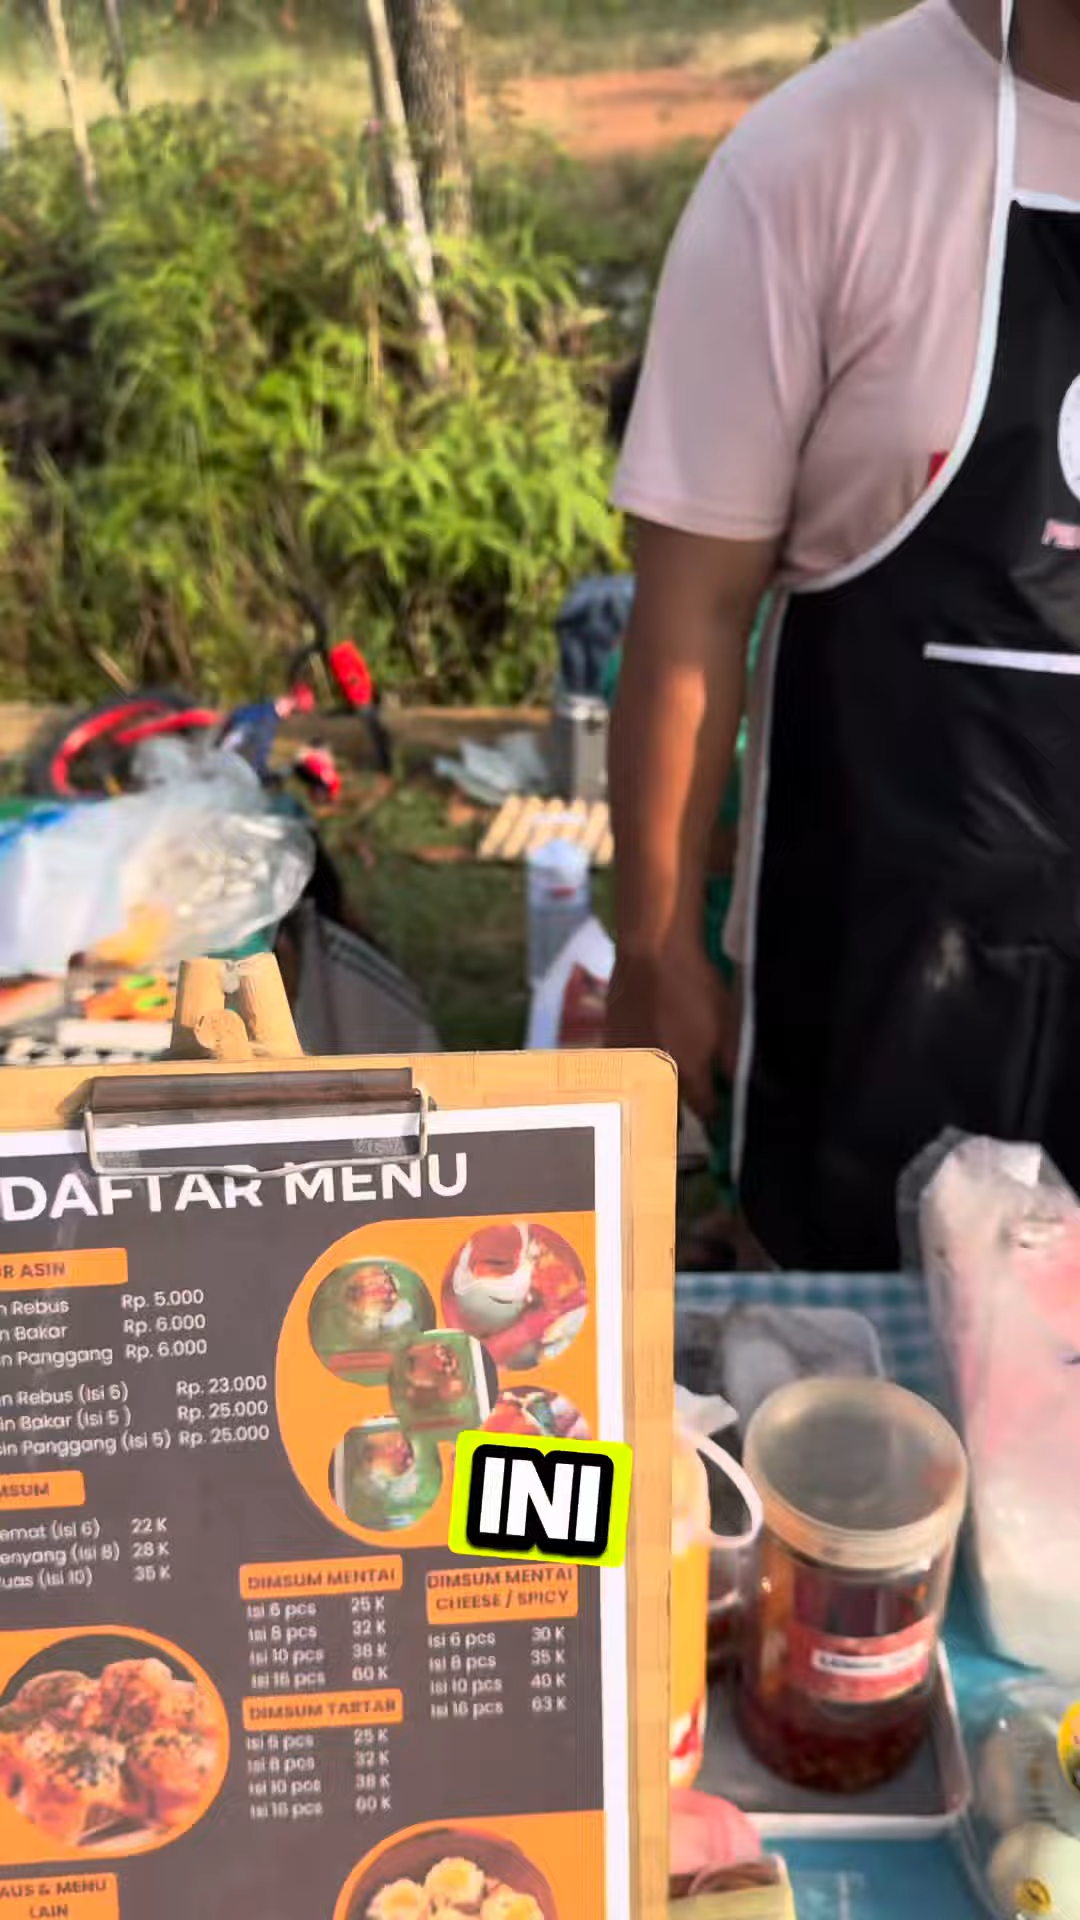 DAFTAR MENU
R ASIN
n Rebus Rp. 5.000
n Bakar Rp. 6.000
n Panggang Rp. 6.000
n Rebus (Isi 5) Rp. 23.000
in Bakar (Isi 5 ) Rp. 25.000
in Panggang (Isi 5) Rp. 25.000
MSUM
emat (Isi 6) 22 K
enyang (Isi 8) 28 K
uas (Isi 10) 35 K
INI
DIMSUM MENTAI
Isi 6 pcs 25 K
Isi 8 pcs 32 K
Isi 10 pcs 38 K
Isi 16 pcs 60 K
DIMSUM MENTAI
CHEESE / SPICY
Isi 6 pcs 30 K
Isi 8 pcs 35 K
Isi 10 pcs 40 K
Isi 16 pcs 63 K
DIMSUM TARTAR
Isi 6 pcs 25 K
Isi 8 pcs 32 K
Isi 10 pcs 38 K
Isi 16 pcs 60 K
AUS & MENU
LAIN